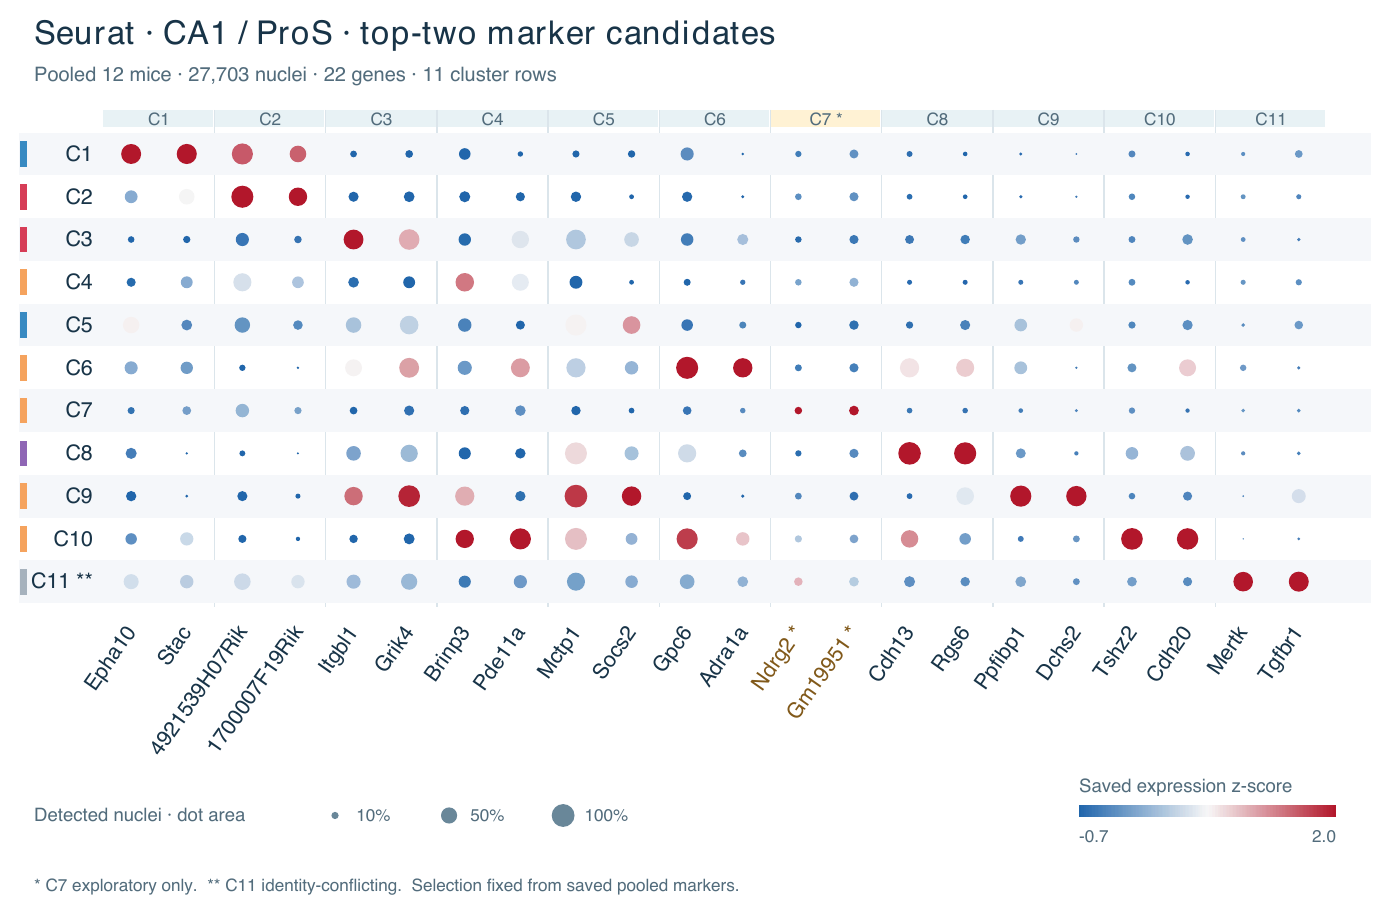 Seurat · CA1 / ProS · top-two marker candidates
Pooled 12 mice · 27,703 nuclei · 22 genes · 11 cluster rows
C1 C2 C3 C4 C5 C6 C7 * C8 C9 C10 C11
C1
C2
C3
C4
C5
C6
C7
C8
C9
C10
C11 **
Epha10 Stac 4921539H07Rik 1700007F19Rik Itgbl1 Grik4 Brinp3 Pde11a Mctp1 Socs2 Gpc6 Adra1a Ndrg2 * Gm19951 * Cdh13 Rgs6 Ppfibp1 Dchs2 Tshz2 Cdh20 Mertk Tgfbr1
Saved expression z-score
Detected nuclei · dot area 10% 50% 100%
-0.7 2.0
* C7 exploratory only. ** C11 identity-conflicting. Selection fixed from saved pooled markers.